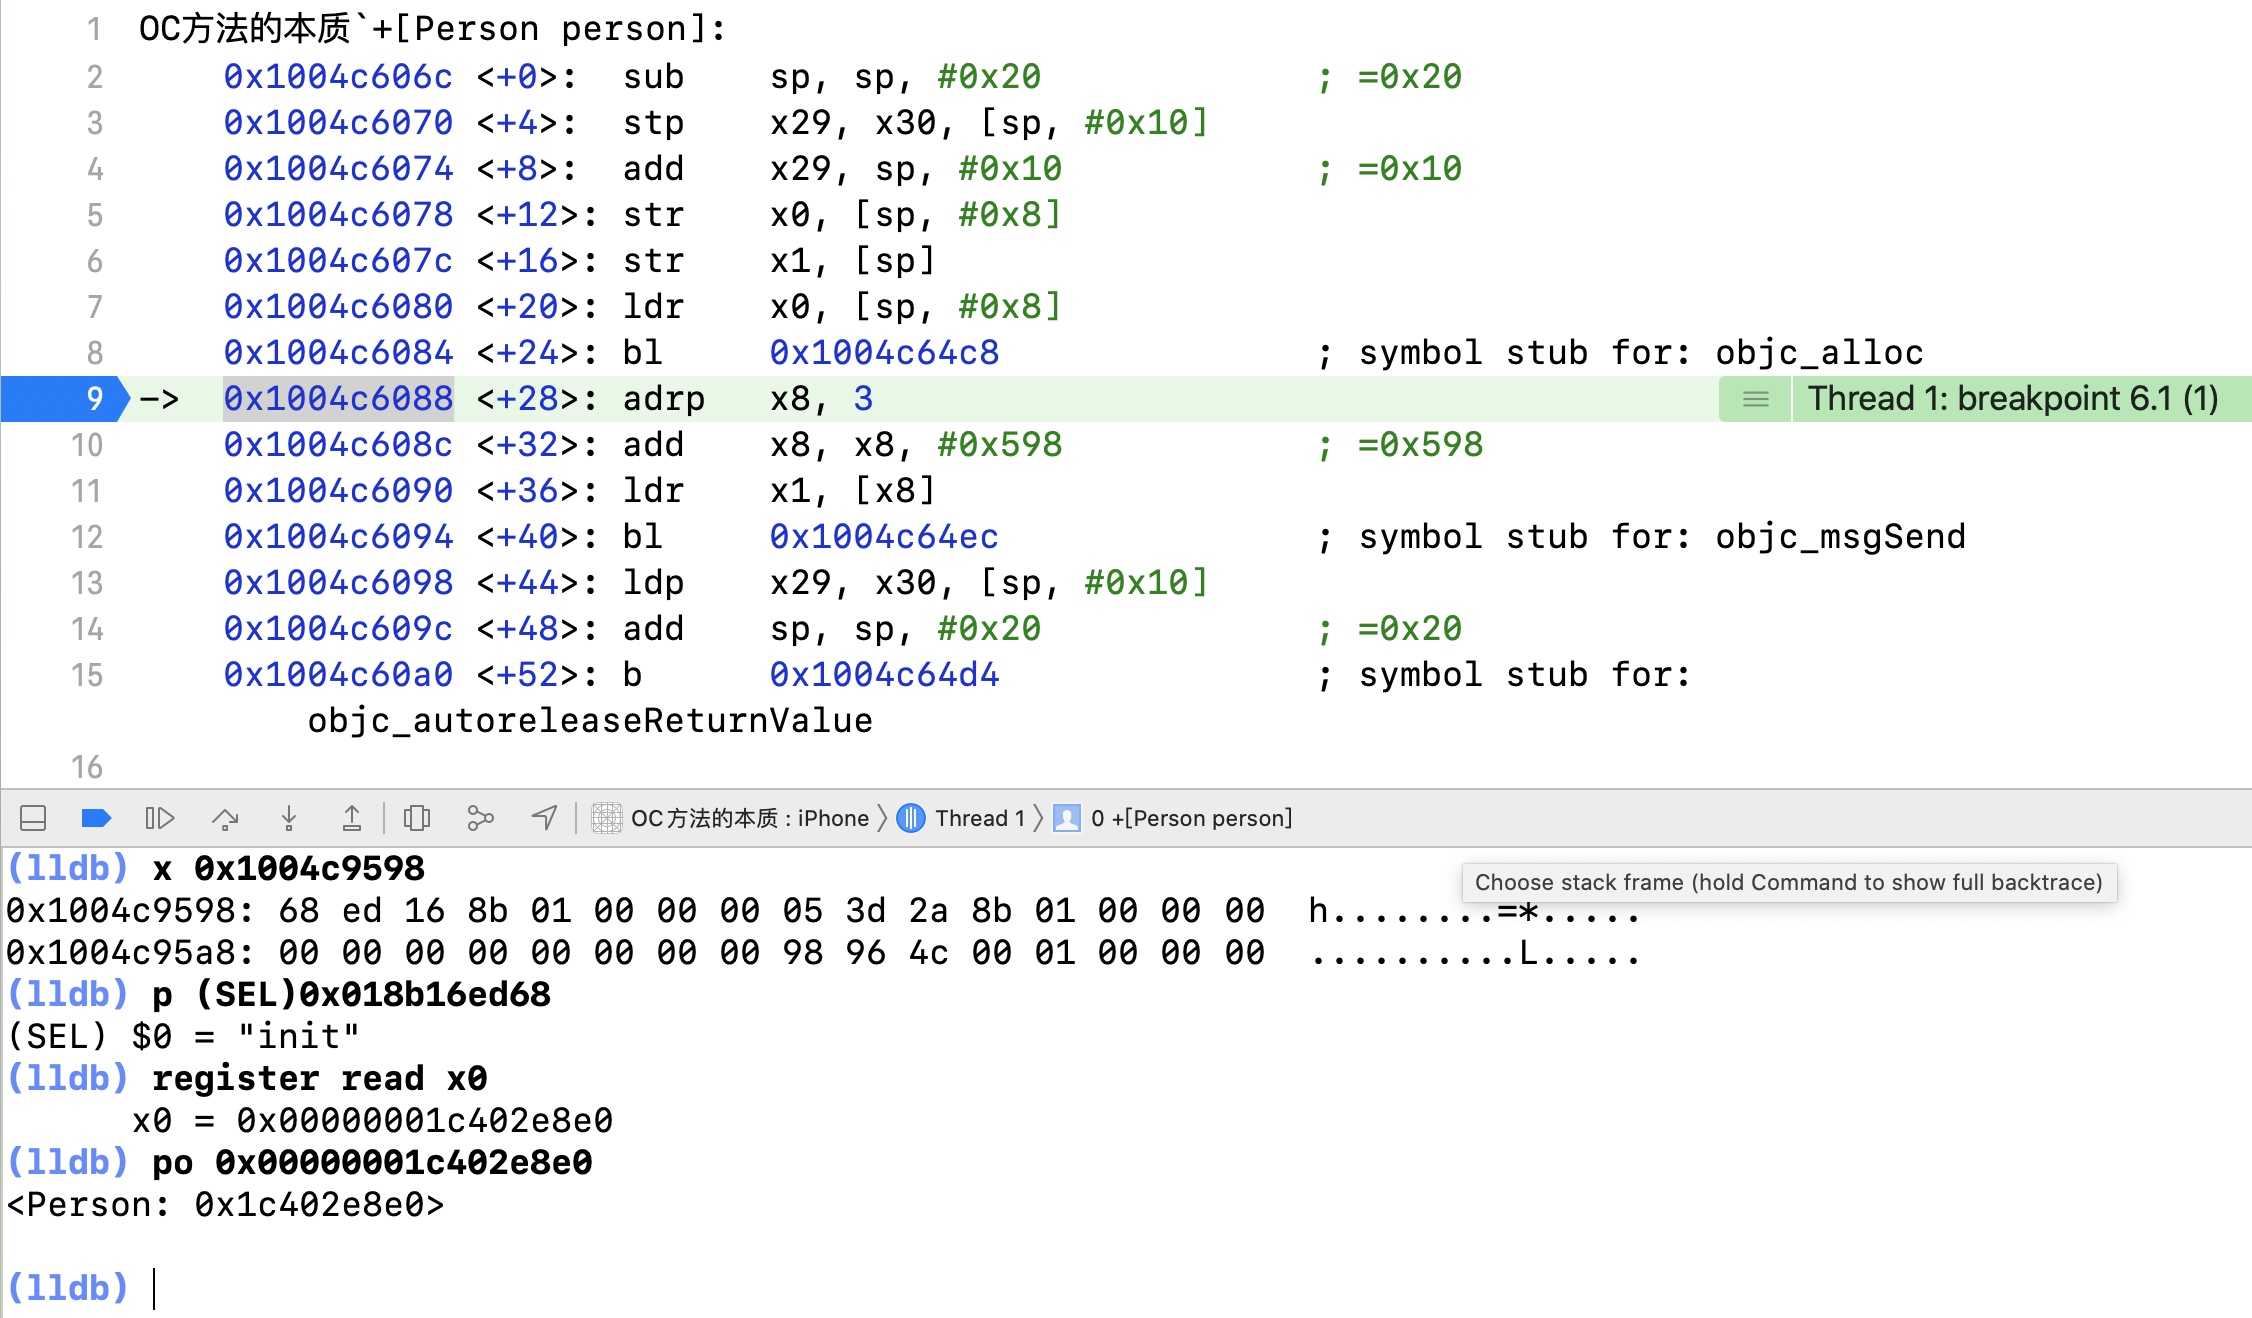 1 OC方法的本质`+[Person person]:
2 0x1004c606c <+0>: sub sp, sp, #0x20 ; =0x20
3 0x1004c6070 <+4>: stp x29, x30, [sp, #0x10]
4 0x1004c6074 <+8>: add x29, sp, #0x10 ; =0x10
5 0x1004c6078 <+12>: str x0, [sp, #0x8]
6 0x1004c607c <+16>: str x1, [sp]
7 0x1004c6080 <+20>: ldr x0, [sp, #0x8]
8 0x1004c6084 <+24>: bl 0x1004c64c8 ; symbol stub for: objc_alloc
9 -> 0x1004c6088 <+28>: adrp x8, 3 Thread 1: breakpoint 6.1 (1)
10 0x1004c608c <+32>: add x8, x8, #0x598 ; =0x598
11 0x1004c6090 <+36>: ldr x1, [x8]
12 0x1004c6094 <+40>: bl 0x1004c64ec ; symbol stub for: objc_msgSend
13 0x1004c6098 <+44>: ldp x29, x30, [sp, #0x10]
14 0x1004c609c <+48>: add sp, sp, #0x20 ; =0x20
15 0x1004c60a0 <+52>: b 0x1004c64d4 ; symbol stub for:
objc_autoreleaseReturnValue
16
OC方法的本质 : iPhone 〉 Thread 1 〉 0 +[Person person]
(lldb) x 0x1004c9598
Choose stack frame (hold Command to show full backtrace)
0x1004c9598: 68 ed 16 8b 01 00 00 00 05 3d 2a 8b 01 00 00 00 h........=*.....
0x1004c95a8: 00 00 00 00 00 00 00 00 98 96 4c 00 01 00 00 00 ..........L.....
(lldb) p (SEL)0x018b16ed68
(SEL) $0 = "init"
(lldb) register read x0
x0 = 0x00000001c402e8e0
(lldb) po 0x00000001c402e8e0
<Person: 0x1c402e8e0>
(lldb)